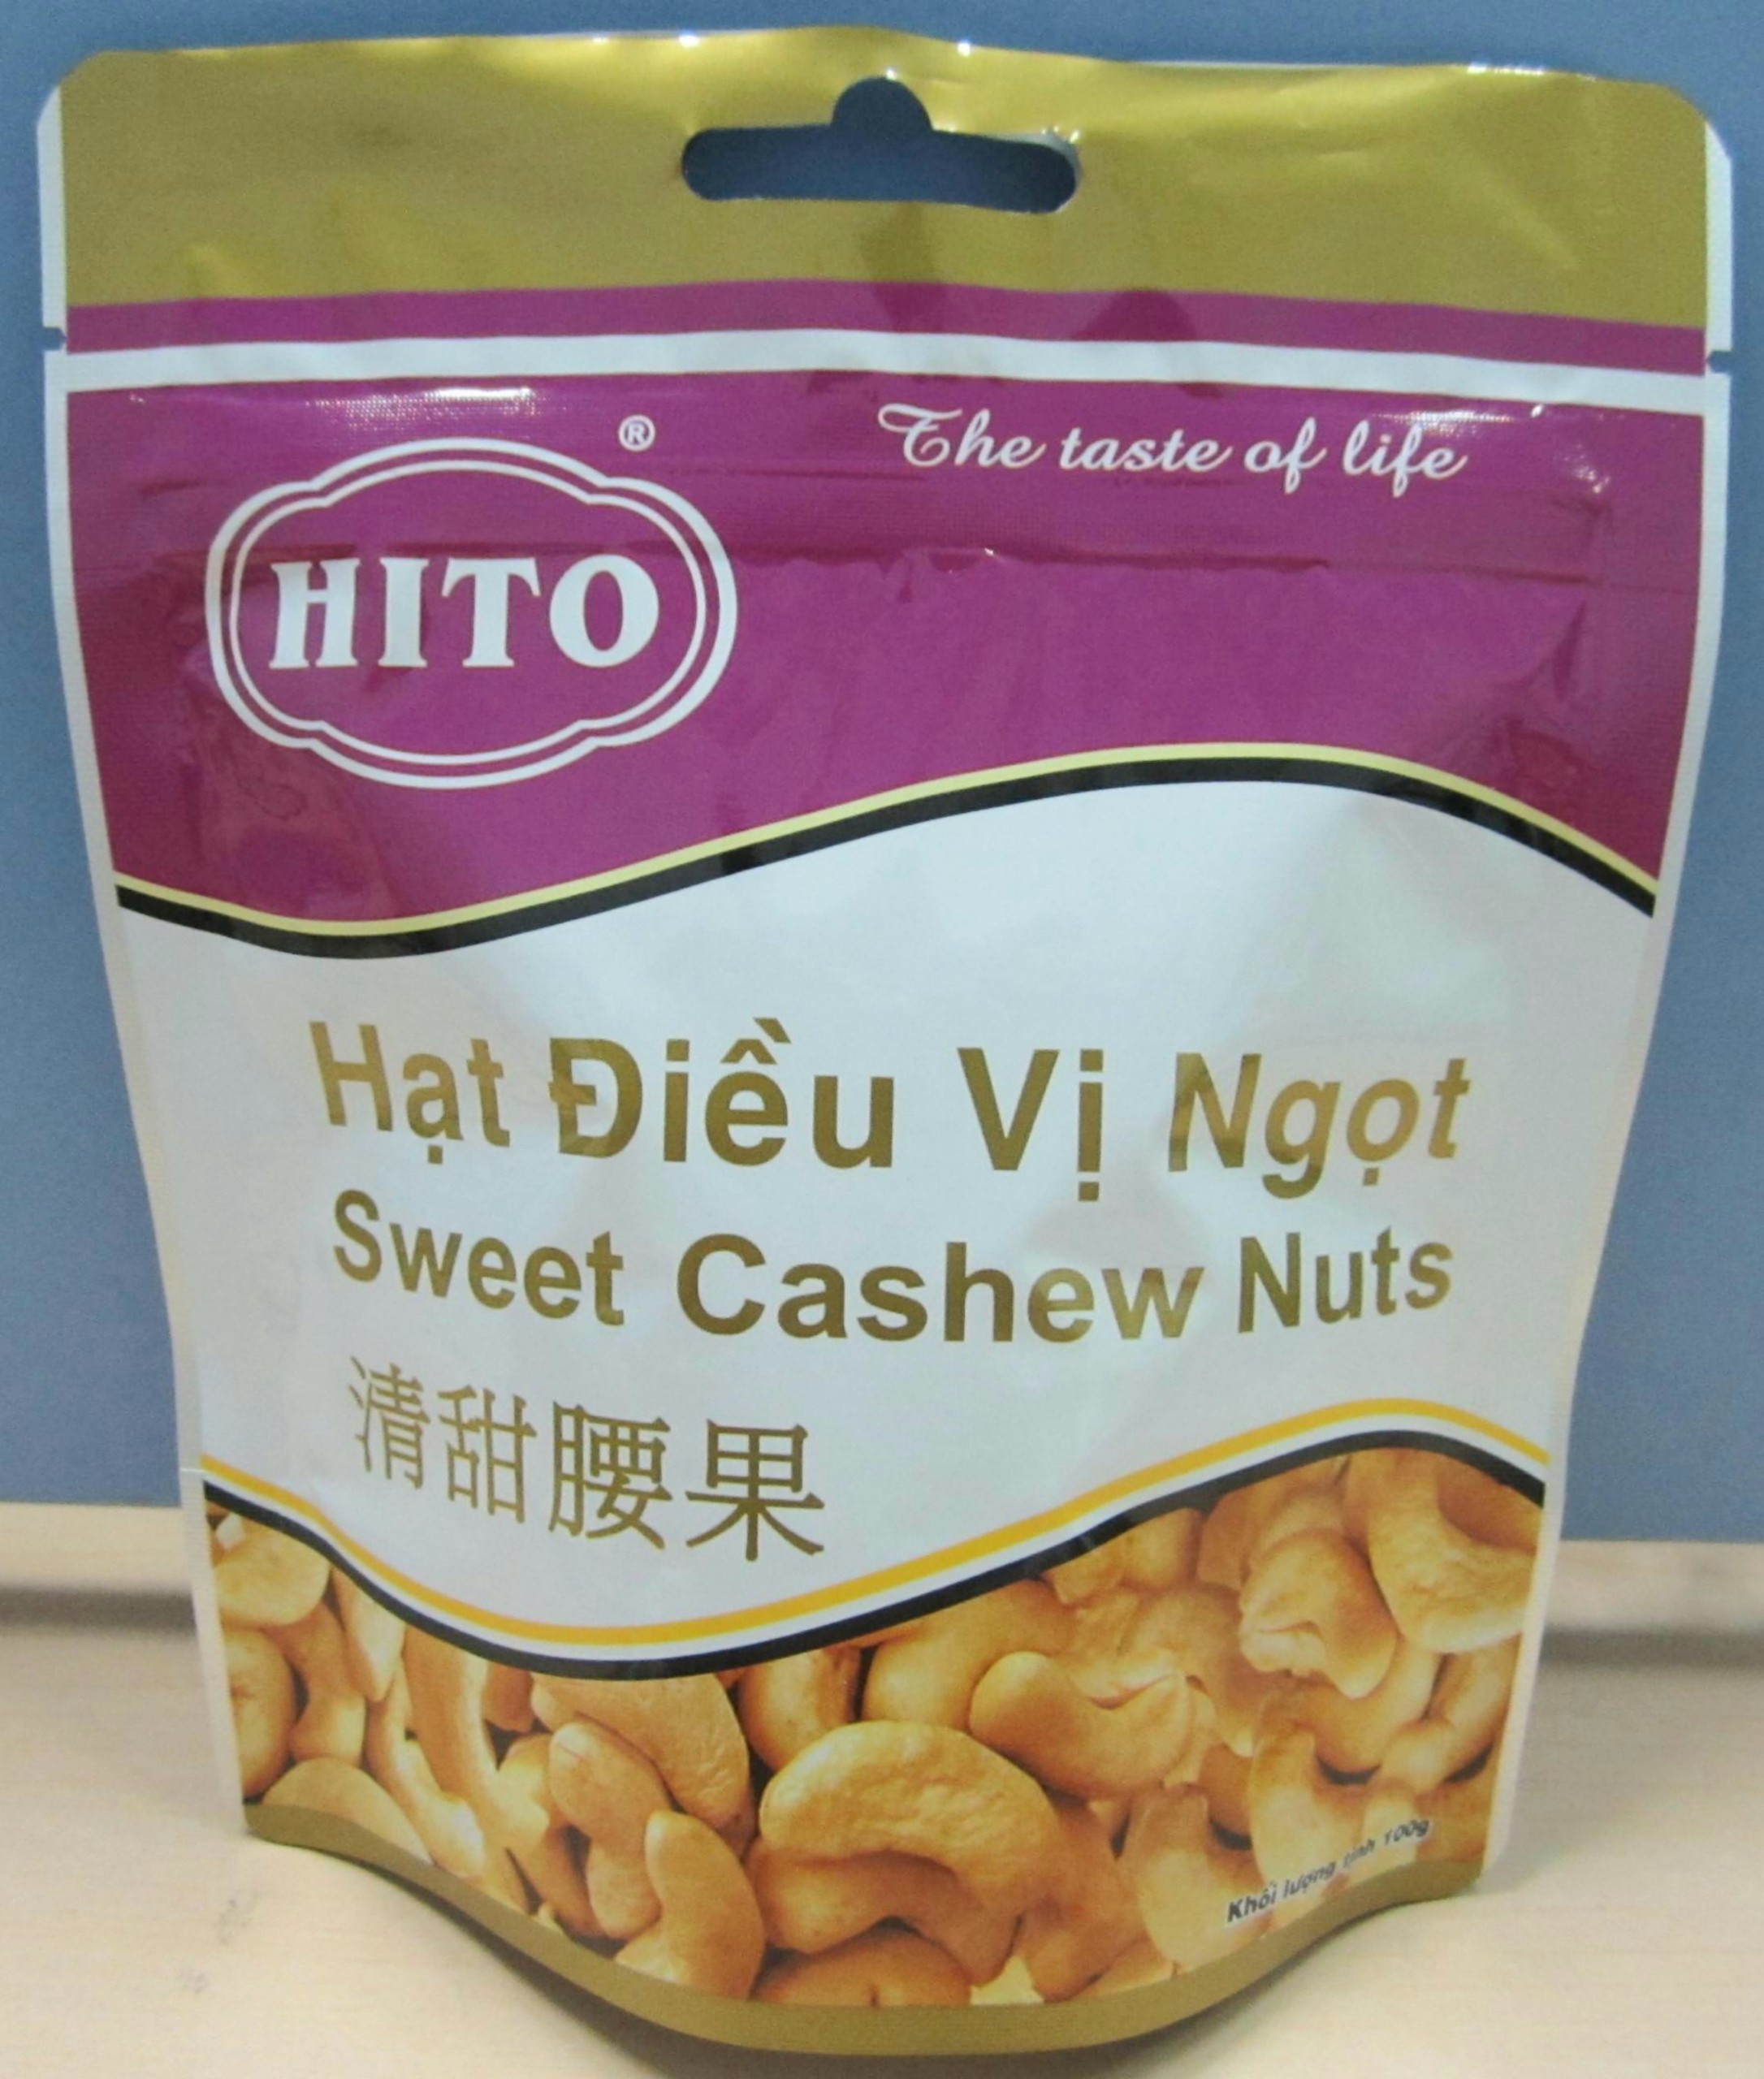 The taste of life
HITO®
Hạt Điều Vị Ngọt
Sweet Cashew Nuts
清甜腰果
Khối lượng tịnh 100g